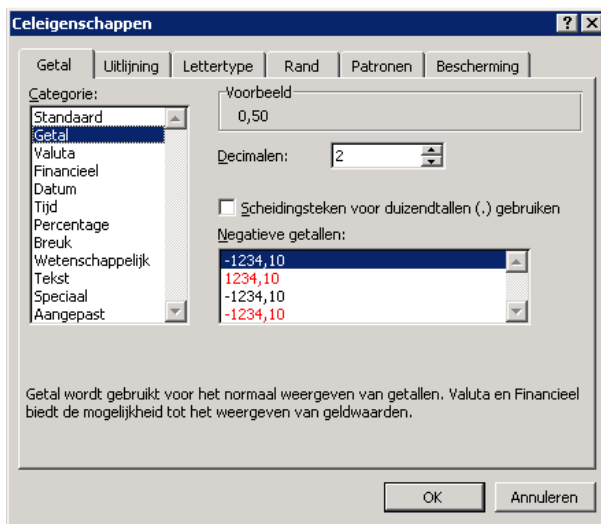 Celeigenschappen
Getal Uitlijning Lettertype Rand Patronen Bescherming
Categorie:
Standaard
Getal
Valuta
Financieel
Datum
Tijd
Percentage
Breuk
Wetenschappelijk
Tekst
Speciaal
Aangepast
Voorbeeld
0,50
Decimalen: 2
Scheidingsteken voor duizendtallen (.) gebruiken
Negatieve getallen:
-1234,10
1234,10
-1234,10
-1234,10
Getal wordt gebruikt voor het normaal weergeven van getallen. Valuta en Financieel
biedt de mogelijkheid tot het weergeven van geldwaarden.
OK Annuleren